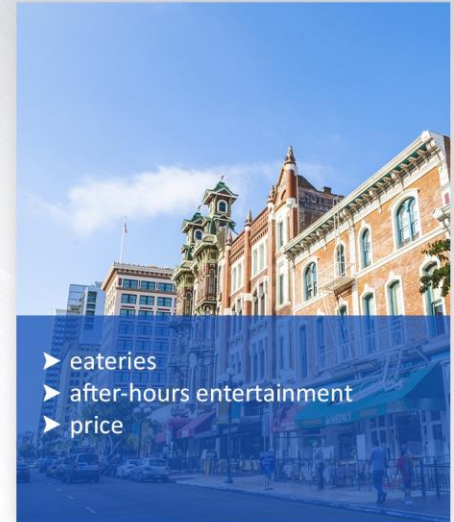 ➤ eateries
➤ after-hours entertainment
➤ price